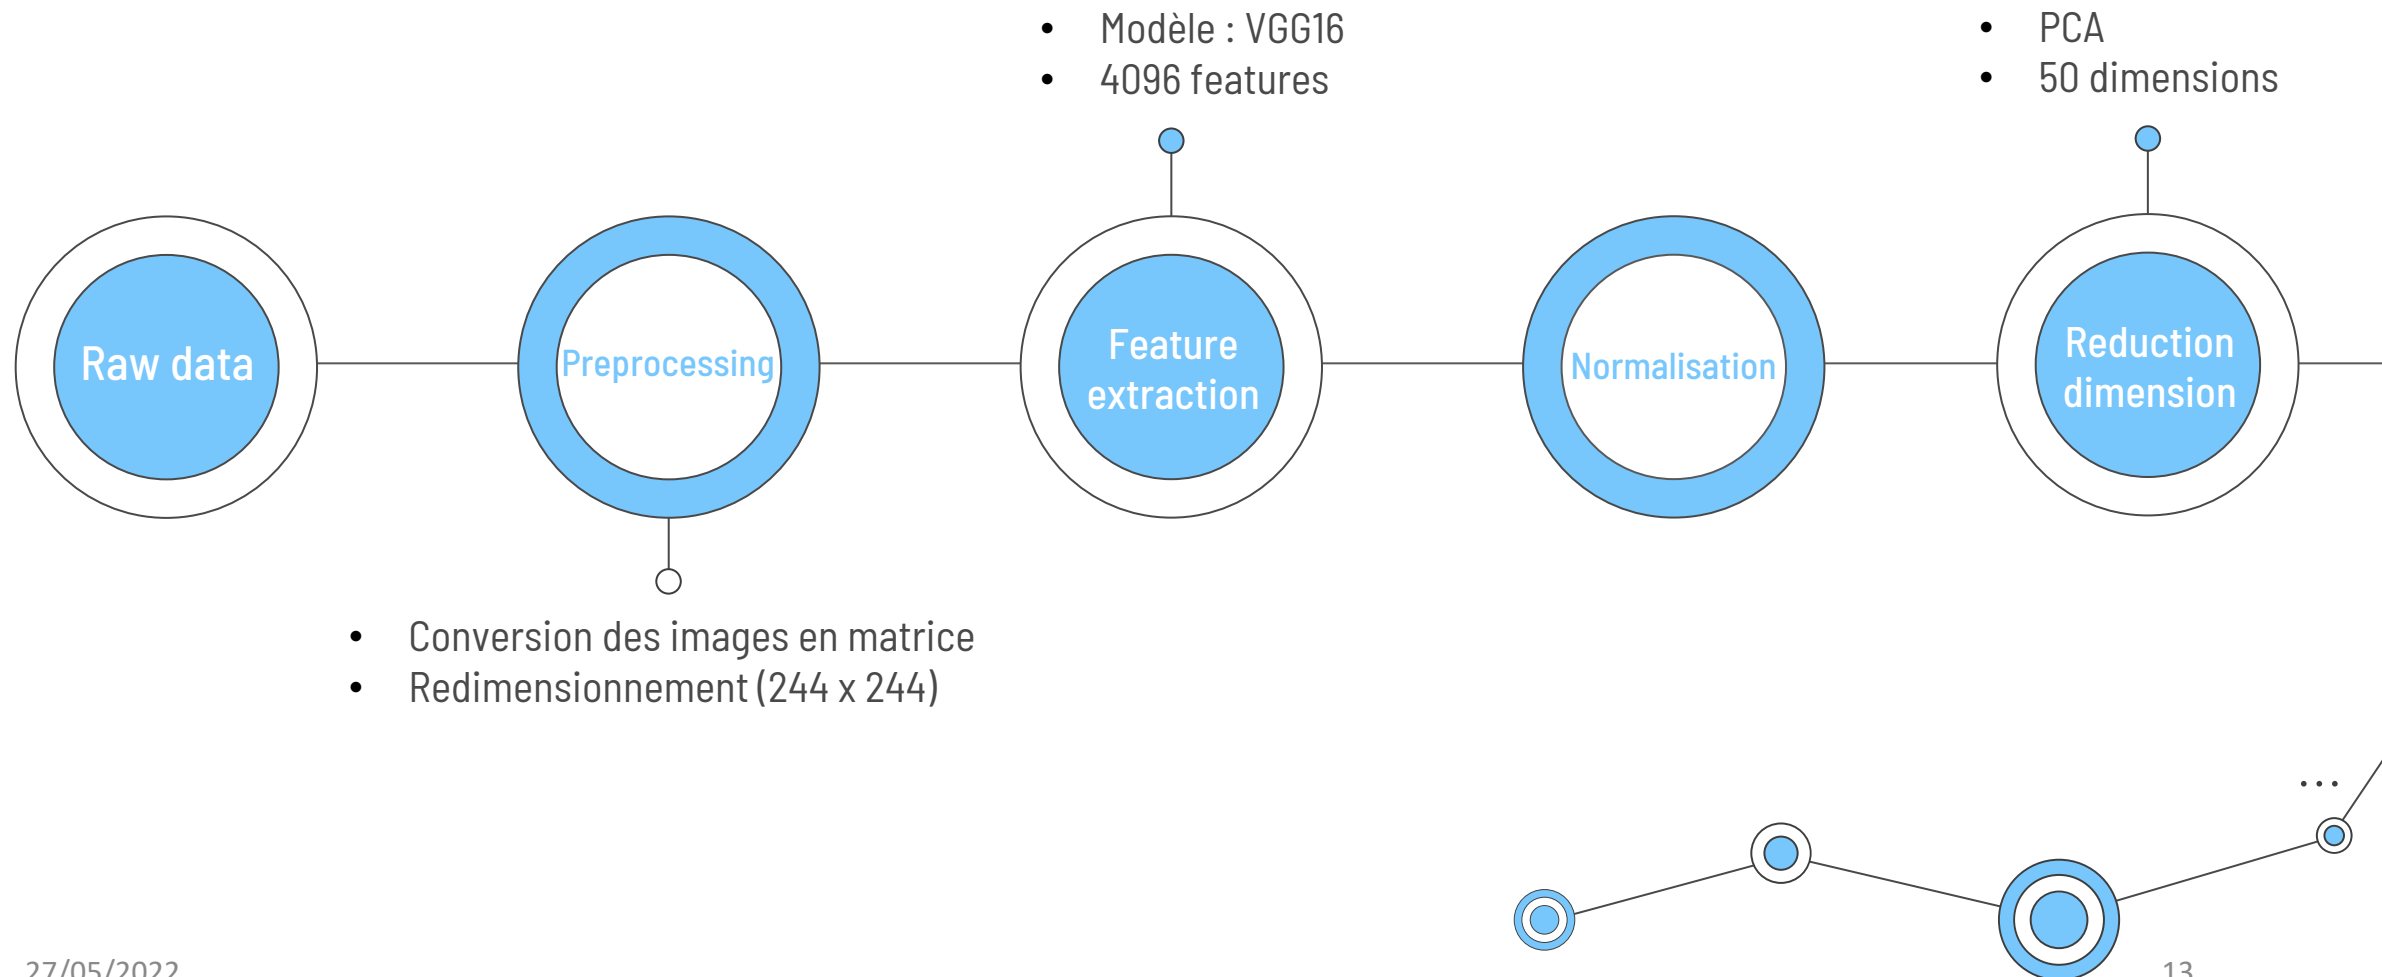 • Modèle : VGG16
• 4096 features
• PCA
• 50 dimensions
Raw data
Preprocessing
Feature
extraction
Normalisation
Reduction
dimension
• Conversion des images en matrice
• Redimensionnement (244 x 244)
...
27/05/2022
13